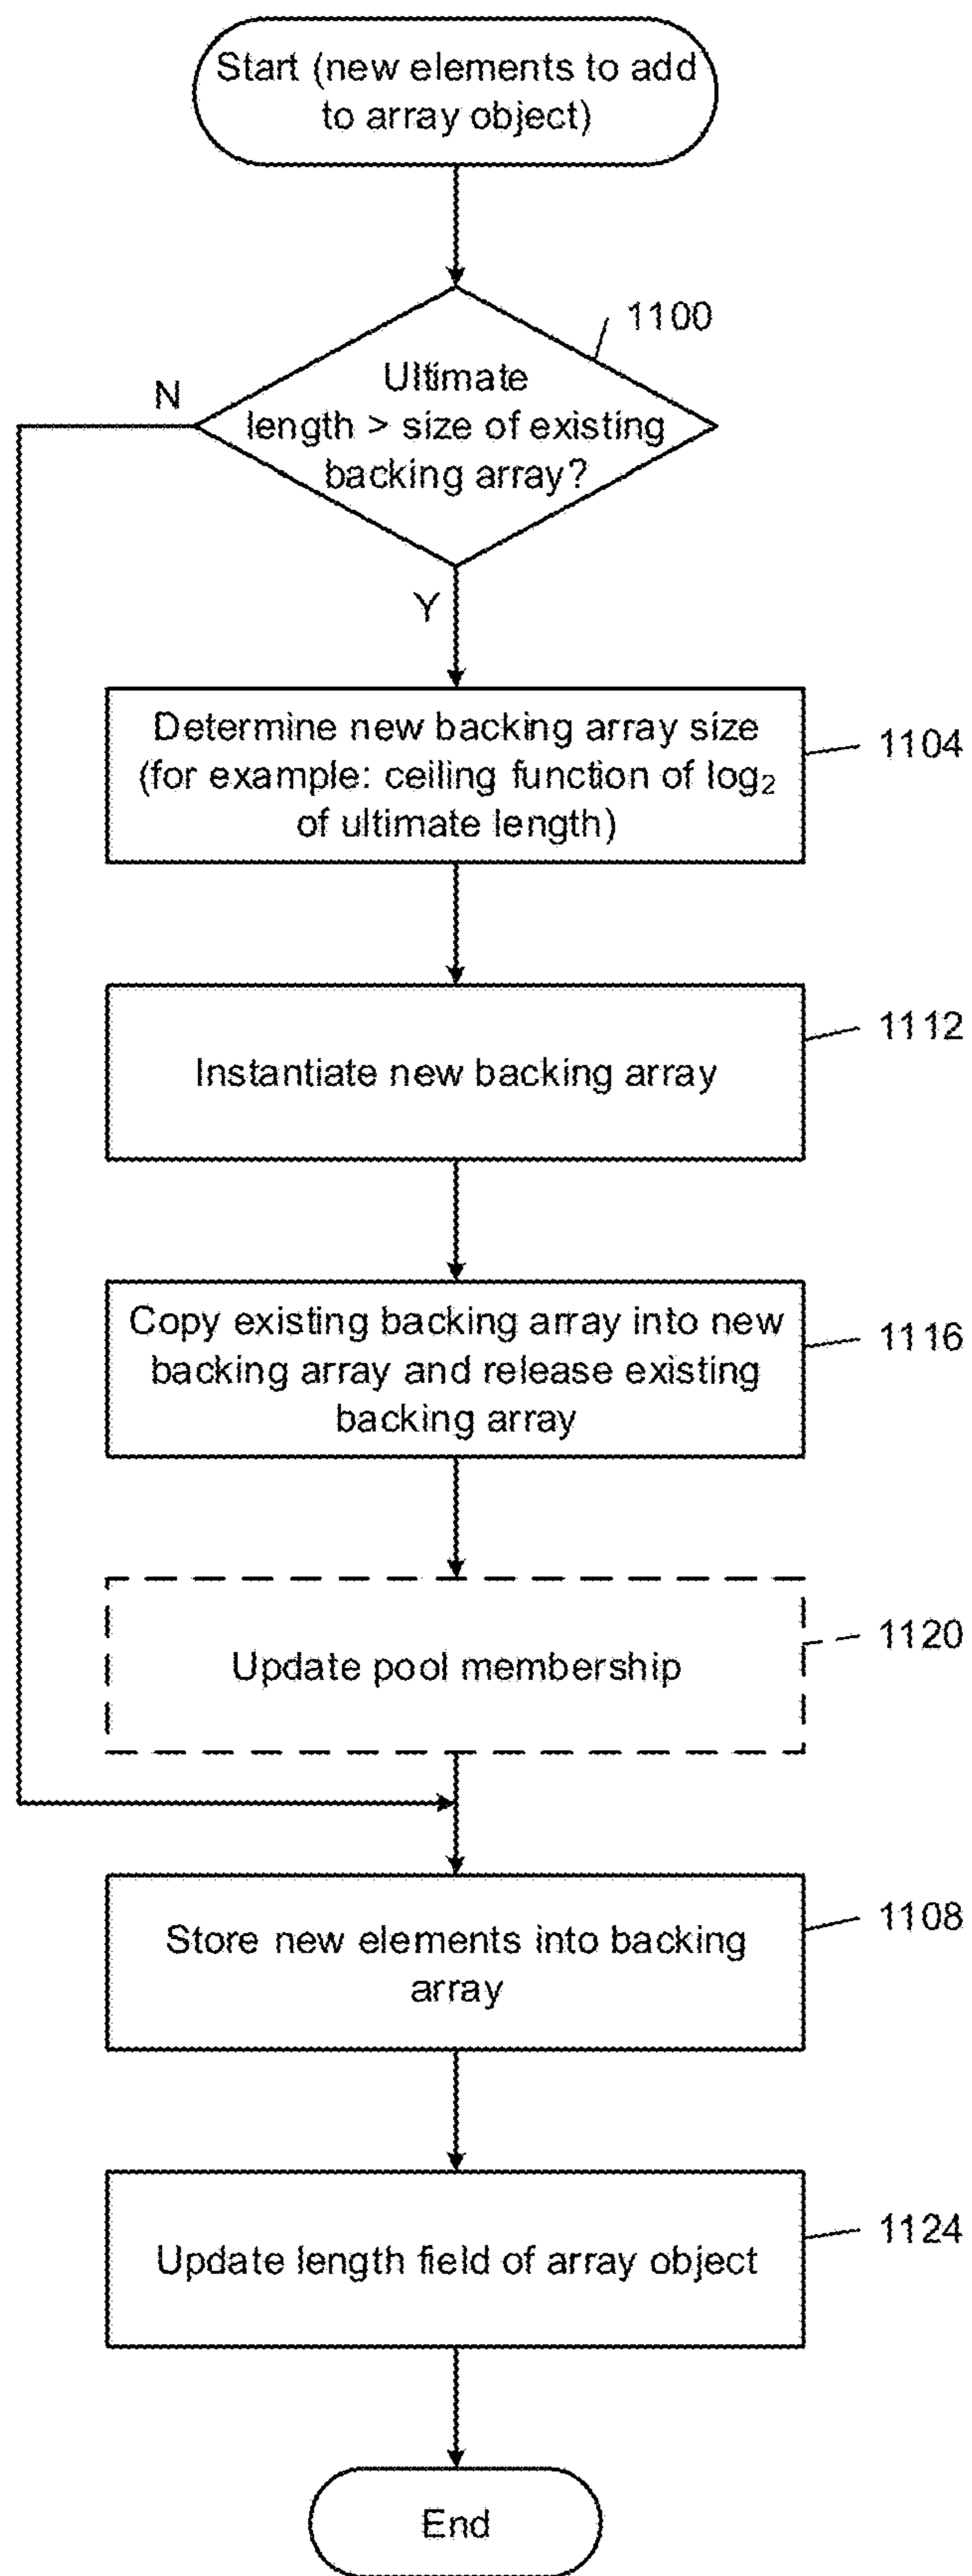 Start (new elements to add
to array object)
1100
Ultimate
length > size of existing
backing array?
N
Y
Determine new backing array size
(for example: ceiling function of log₂
of ultimate length)
1104
Instantiate new backing array
1112
Copy existing backing array into new
backing array and release existing
backing array
1116
Update pool membership
1120
Store new elements into backing
array
1108
Update length field of array object
1124
End